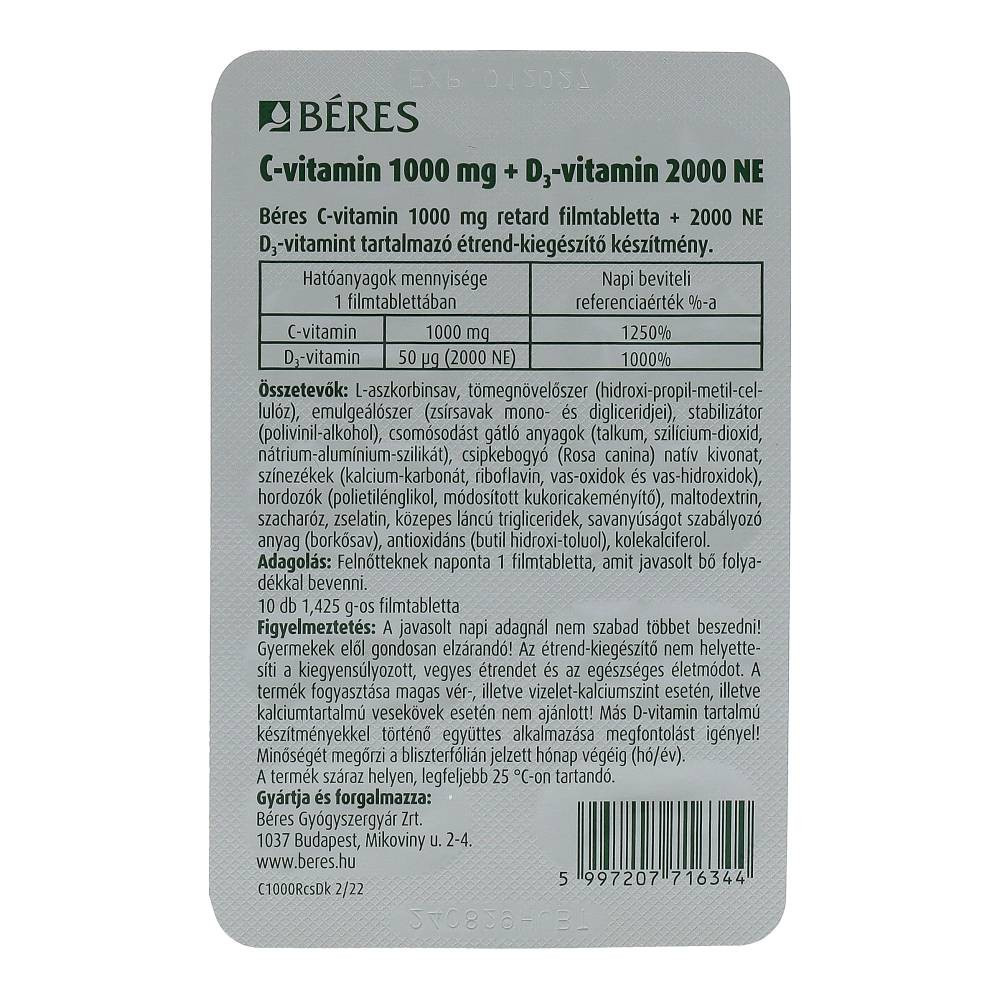 EXP. 012027
BÉRES
C-vitamin 1000 mg + D₃-vitamin 2000 NE
Béres C-vitamin 1000 mg retard filmtabletta + 2000 NE
D₃-vitamint tartalmazó étrend-kiegészítő készítmény.
Hatóanyagok mennyisége
1 filmtablettában
Napi beviteli
referenciaérték %-a
C-vitamin 1000 mg 1250%
D₃-vitamin 50 µg (2000 NE) 1000%
Összetevők: L-aszkorbinsav, tömegnövelőszer (hidroxi-propil-metil-cel-
lulóz), emulgeálószer (zsírsavak mono- és digliceridjei), stabilizátor
(polivinil-alkohol), csomósodást gátló anyagok (talkum, szilícium-dioxid,
nátrium-alumínium-szilikát), csipkebogyó (Rosa canina) natív kivonat,
színezékek (kalcium-karbonát, riboflavin, vas-oxidok és vas-hidroxidok),
hordozók (polietilénglikol, módosított kukoricakeményítő), maltodextrin,
szacharóz, zselatin, közepes láncú trigliceridek, savanyúságot szabályozó
anyag (borkősav), antioxidáns (butil hidroxi-toluol), kolekalciferol.
Adagolás: Felnőtteknek naponta 1 filmtabletta, amit javasolt bő folya-
dékkal bevenni.
10 db 1,425 g-os filmtabletta
Figyelmeztetés: A javasolt napi adagnál nem szabad többet beszedni!
Gyermekek elől gondosan elzárandó! Az étrend-kiegészítő nem helyette-
síti a kiegyensúlyozott, vegyes étrendet és az egészséges életmódot. A
termék fogyasztása magas vér-, illetve vizelet-kalciumszint esetén, illetve
kalciumtartalmú vesekövek esetén nem ajánlott! Más D-vitamin tartalmú
készítményekkel történő együttes alkalmazása megfontolást igényel!
Minőségét megőrzi a bliszterfólián jelzett hónap végéig (hó/év).
A termék száraz helyen, legfeljebb 25 °C-on tartandó.
Gyártja és forgalmazza:
Béres Gyógyszergyár Zrt.
1037 Budapest, Mikoviny u. 2-4.
www.beres.hu
C1000RcsDk 2/22
5 997207 716344